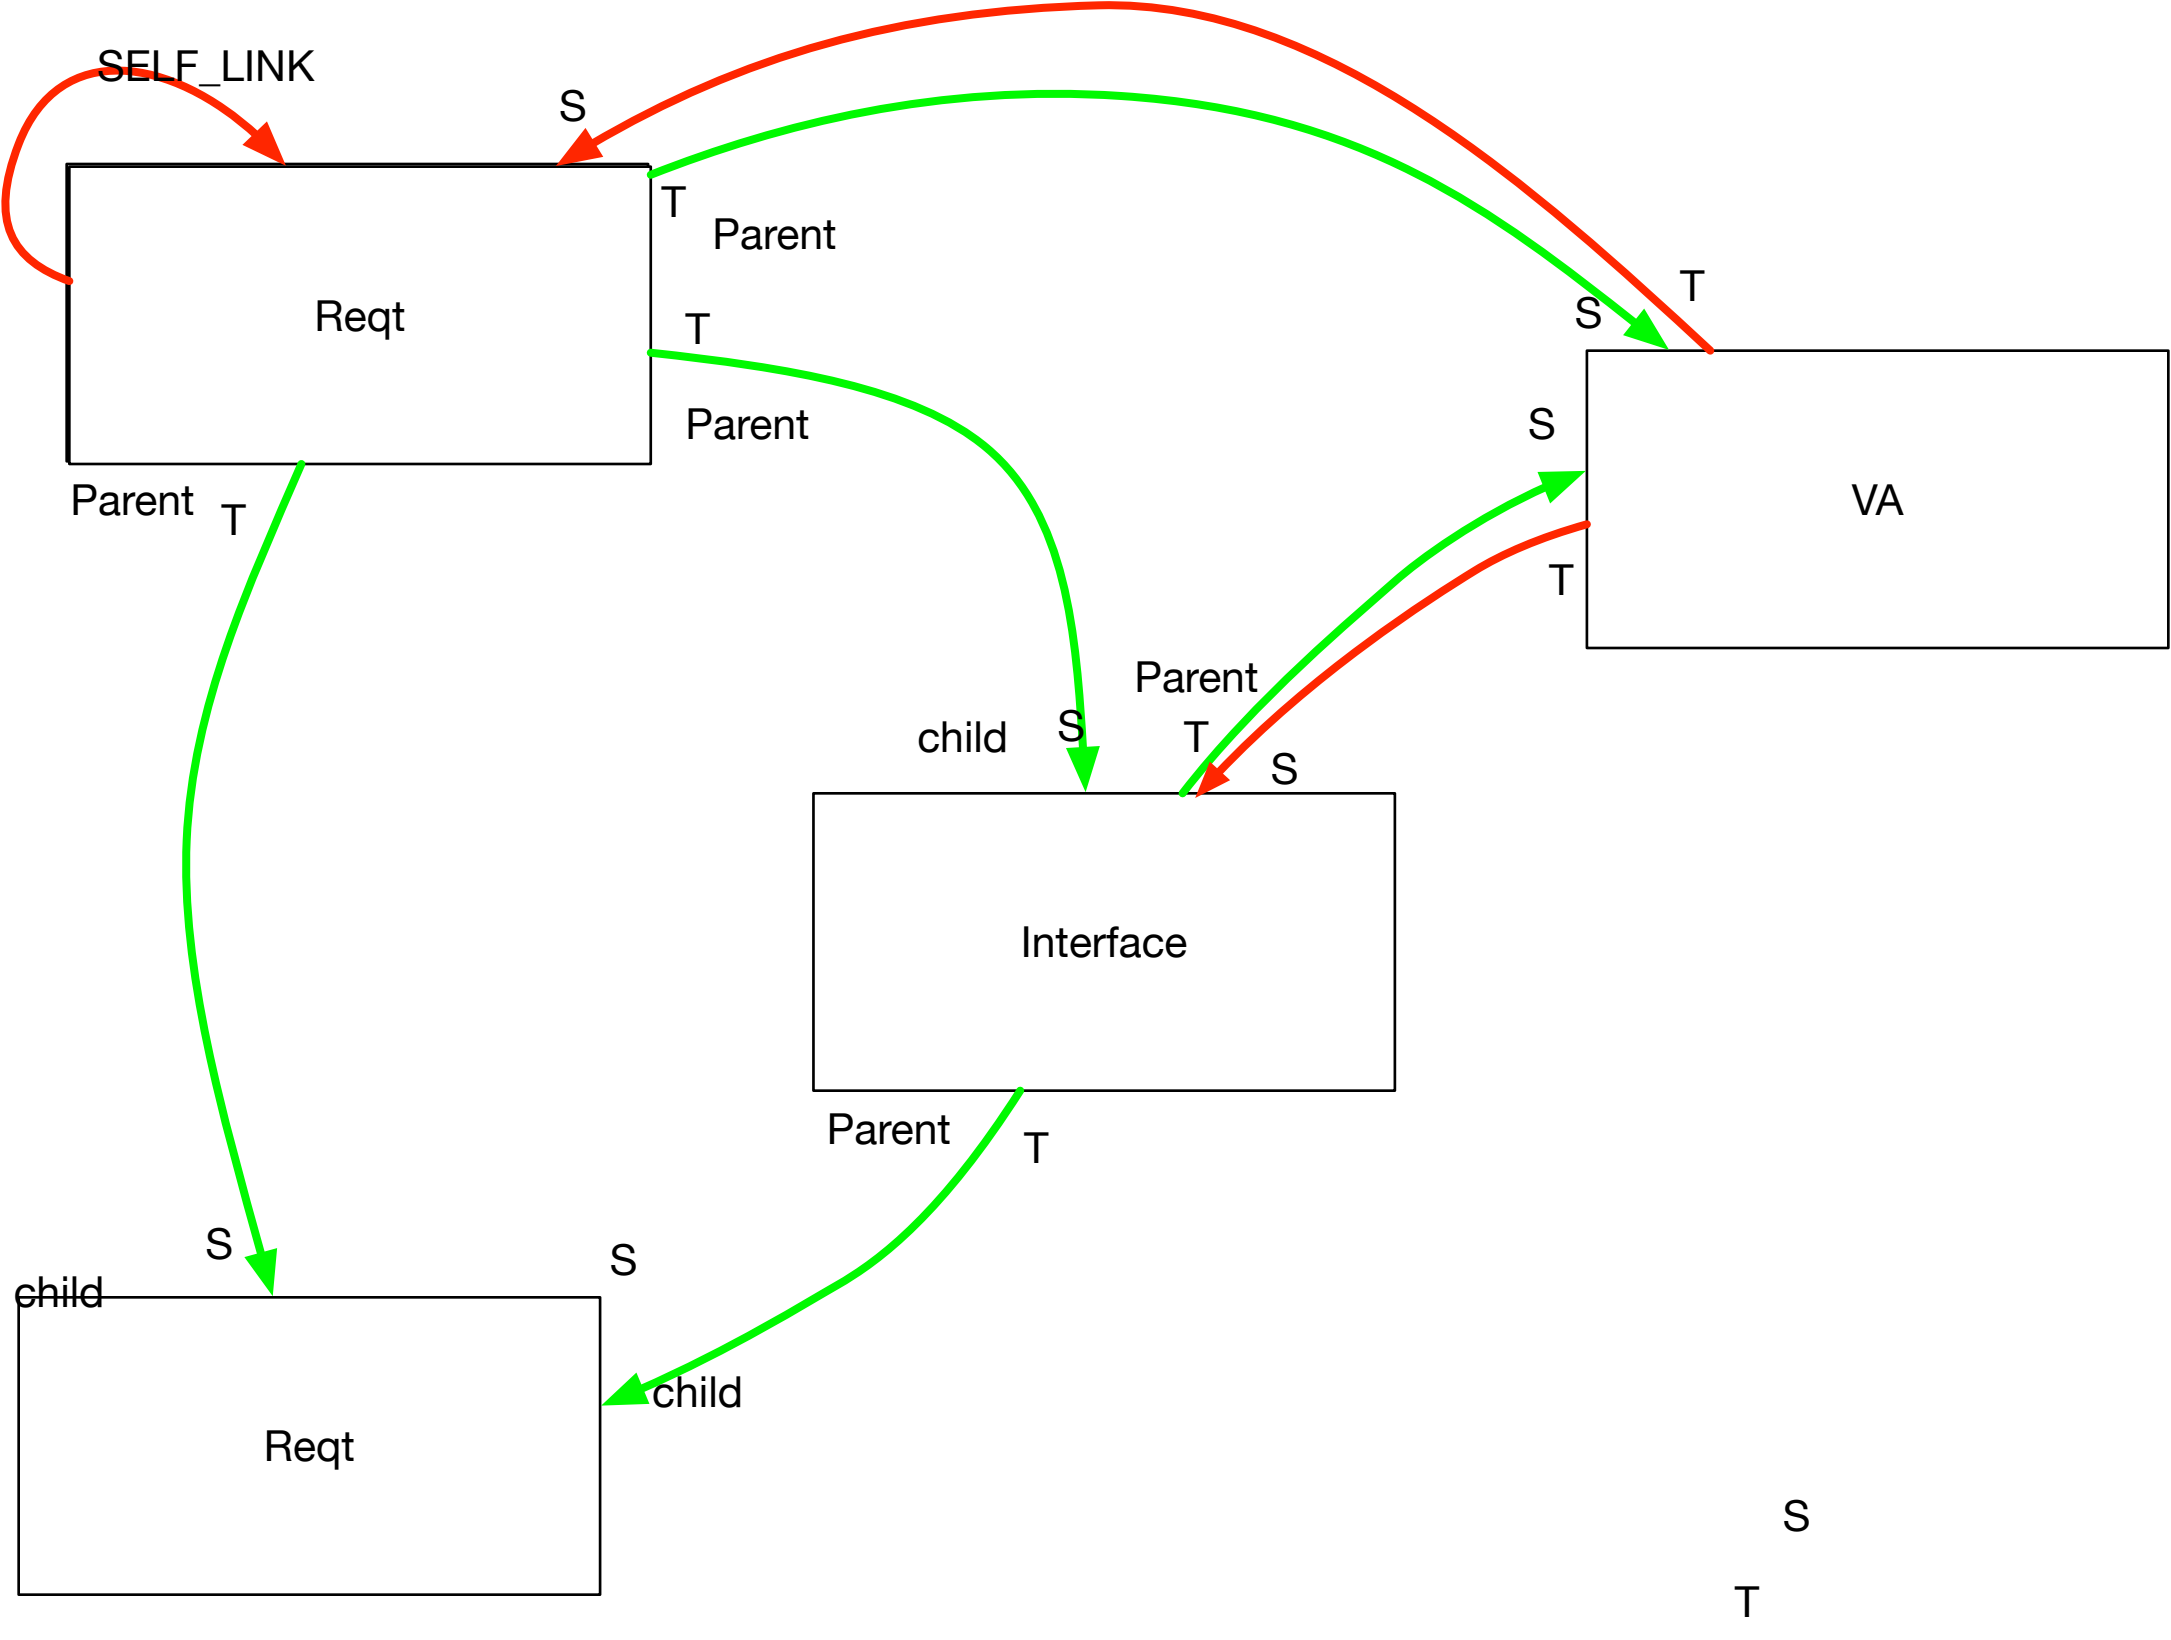 SELF_LINK
S
T
Parent
T
S
Reqt
T
Parent
S
Parent
T
VA
T
Parent
child
S
T
S
Interface
Parent
T
S
S
child
child
Reqt
S
T